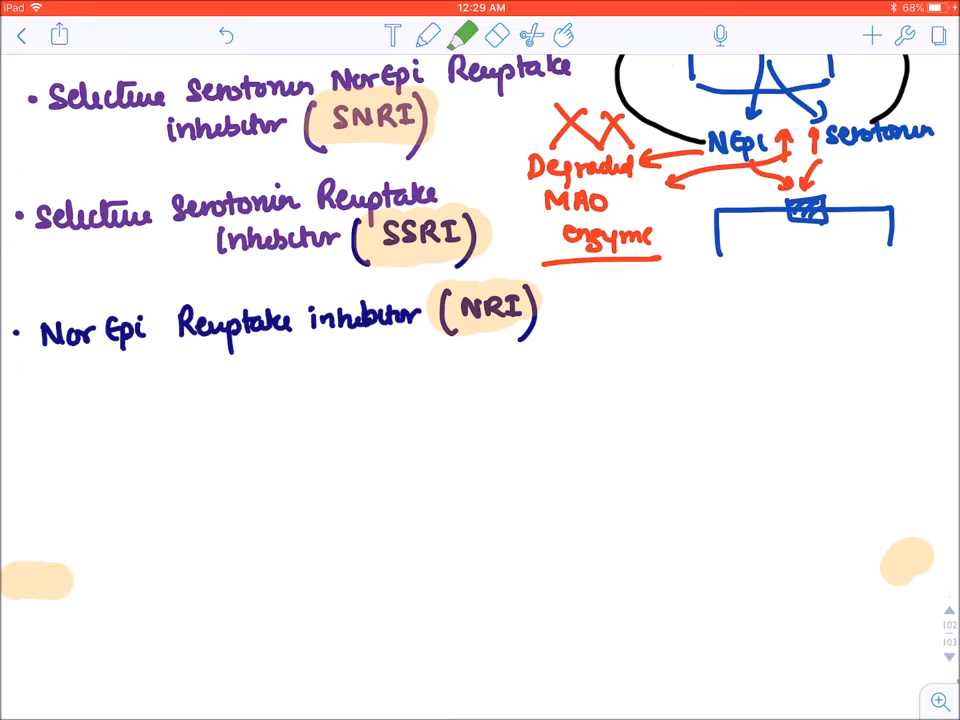 iPad
12:29 AM
68%
T
• Selective Serotonin NorEpi Reuptake
inhibitor (SNRI)
• Selective Serotonin Reuptake
Inhibitor (SSRI)
• Nor Epi Reuptake inhibitor (NRI)
NEpi
Serotonin
Degraded
MAO
enzyme
102
103